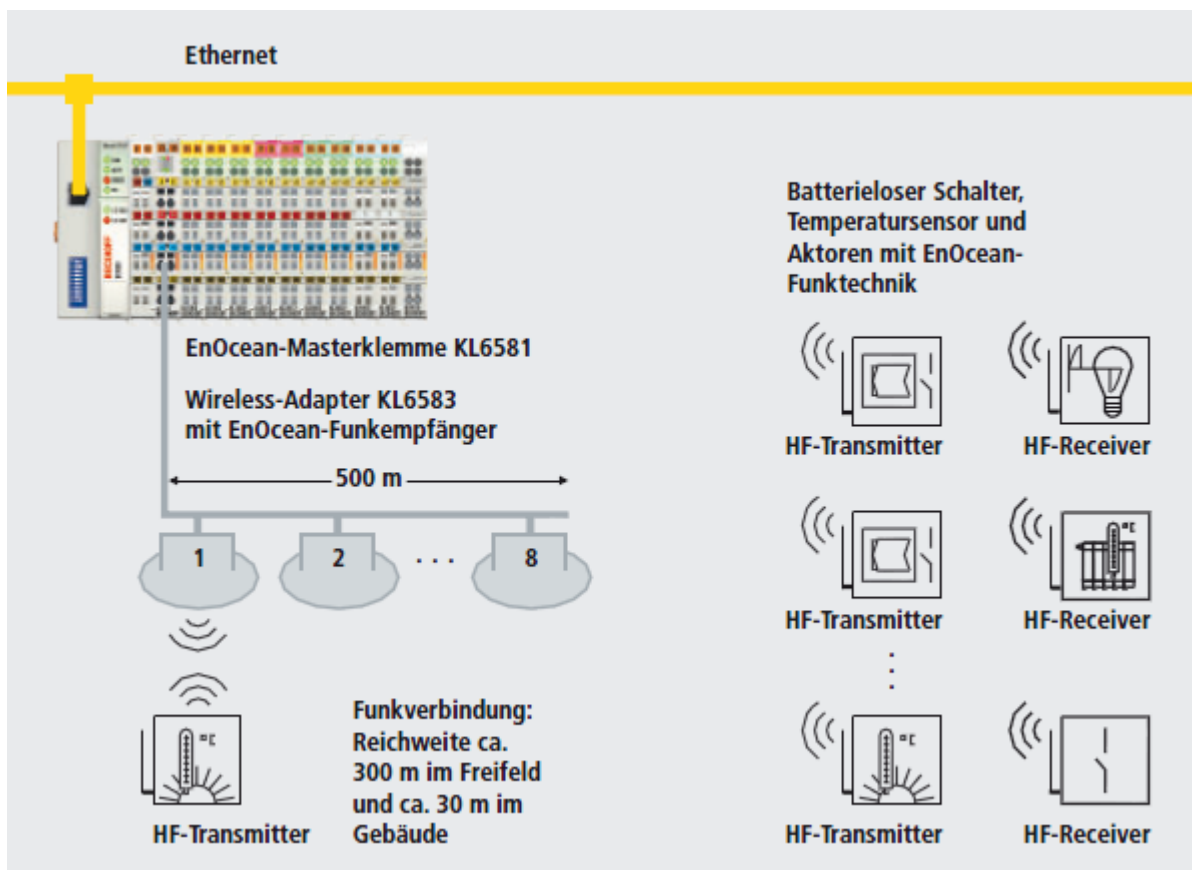 Ethernet
BECKHOFF
EnOcean-Masterklemme KL6581
Wireless-Adapter KL6583
mit EnOcean-Funkempfänger
500 m
1
2
. . .
8
°C
HF-Transmitter
Funkverbindung:
Reichweite ca.
300 m im Freifeld
und ca. 30 m im
Gebäude
Batterieloser Schalter,
Temperatursensor und
Aktoren mit EnOcean-
Funktechnik
HF-Transmitter
HF-Receiver
°C
HF-Transmitter
HF-Receiver
°C
HF-Transmitter
HF-Receiver